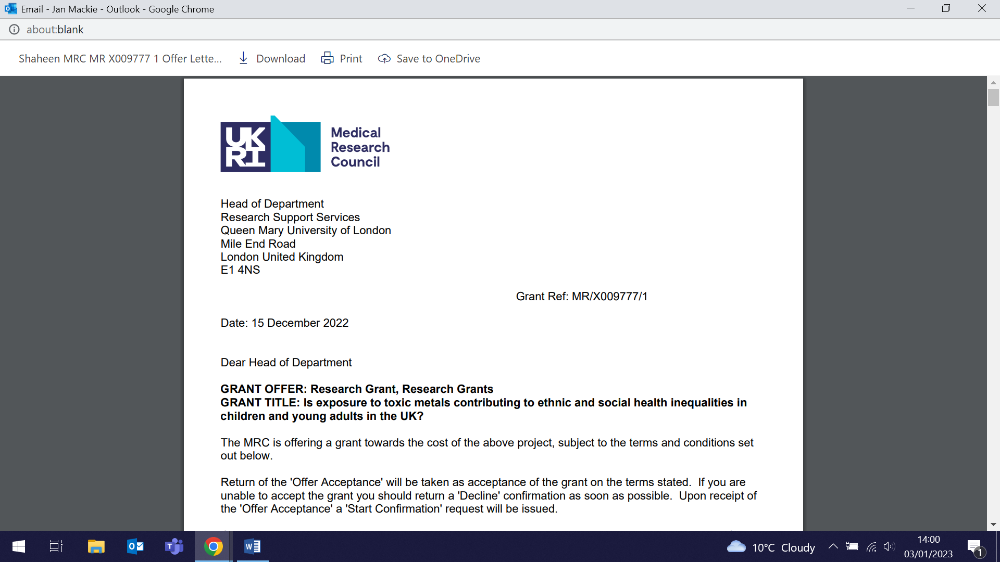 Email - Jan Mackie - Outlook - Google Chrome
about:blank
Shaheen MRC MR X009777 1 Offer Lette... Download Print Save to OneDrive
UK
RI
Medical
Research
Council
Head of Department
Research Support Services
Queen Mary University of London
Mile End Road
London United Kingdom
E1 4NS
Grant Ref: MR/X009777/1
Date: 15 December 2022
Dear Head of Department
GRANT OFFER: Research Grant, Research Grants
GRANT TITLE: Is exposure to toxic metals contributing to ethnic and social health inequalities in
children and young adults in the UK?
The MRC is offering a grant towards the cost of the above project, subject to the terms and conditions set
out below.
Return of the 'Offer Acceptance' will be taken as acceptance of the grant on the terms stated.  If you are
unable to accept the grant you should return a 'Decline' confirmation as soon as possible.  Upon receipt of
the 'Offer Acceptance' a 'Start Confirmation' request will be issued.
10°C Cloudy
14:00
03/01/2023
1